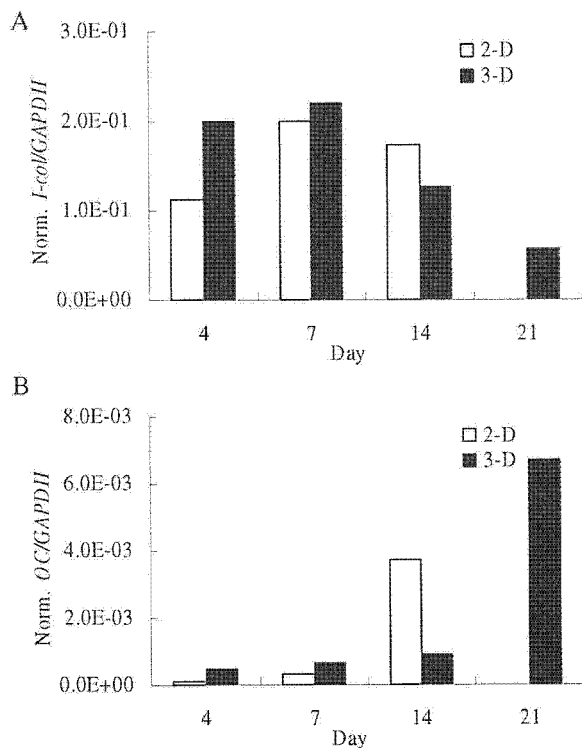 A
3.0E-01
2.0E-01
1.0E-01
0.0E+00
Norm. I-col/GAPDH
2-D
3-D
4 7 14 21
Day
B
8.0E-03
6.0E-03
4.0E-03
2.0E-03
0.0E+00
Norm. OC/GAPDH
2-D
3-D
4 7 14 21
Day